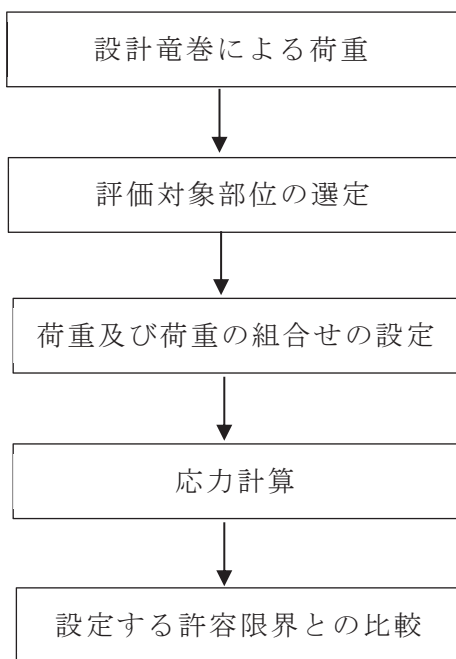 設計竜巻による荷重
評価対象部位の選定
荷重及び荷重の組合せの設定
応力計算
設定する許容限界との比較